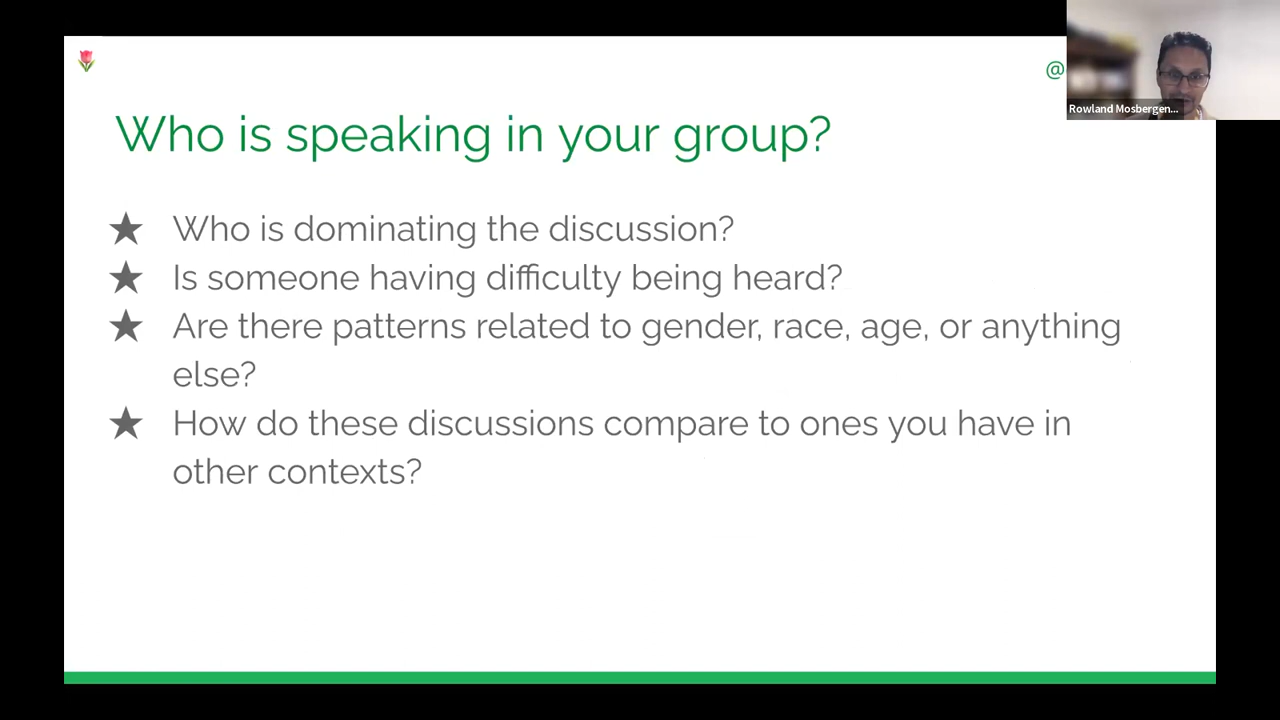 @
Rowland Mosbergen...
Who is speaking in your group?
★ Who is dominating the discussion?
★ Is someone having difficulty being heard?
★ Are there patterns related to gender, race, age, or anything
else?
★ How do these discussions compare to ones you have in
other contexts?